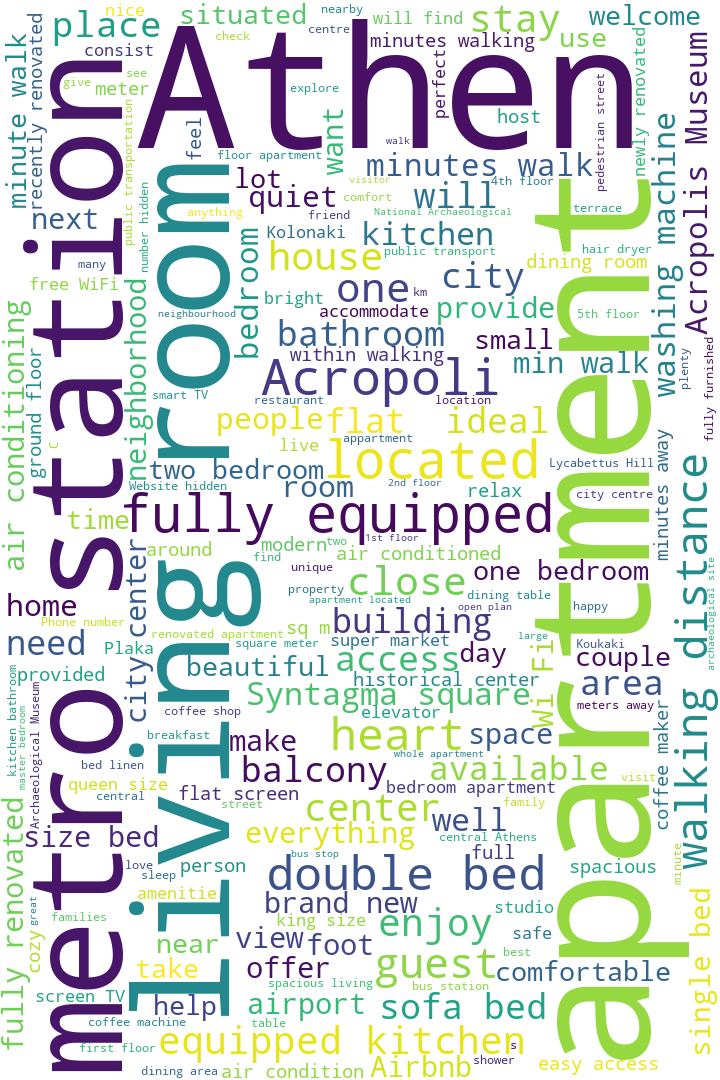 nice
nearby
situated
stay
welcome
place
will find
centre
Athen
minutes walking
use
consist
check
see
give
meter
explore
perfect
host
minute walk
recently renovated
public transportation
feel
want
walk
pedestrian street
newly renovated
Acropolis Museum
floor apartment
minutes walk
lot
quiet
visitor
4th floor
will
comfort
anything
friend
National Archaeological
terrace
next
number hidden
Kolonaki
kitchen
hair dryer
house
public transport
dining room
many
free WiFi
one
km
city
bright
provide
neighbourhood
accommodate
5th floor
bedroom
bathroom
small
within walking
min walk
washing machine
plenty
fully furnished
station
living room
apartment
air conditioning
ground floor
neighborhood
smart TV
Acropoli
restaurant
location
people
flat
ideal
live
appartment
located
two bedroom
Website hidden
C
room
2nd floor
relax
Lycabettus Hill
city centre
minutes away
time
fully equipped
modern
two
1st floor
around
find
air conditioned
unique
one bedroom
close
property
dining table
home
apartment located
open plan
happy
Phone number
sq m
building
renovated apartment
large
Koukaki
need
Plaka
square meter
super market
access
day
couple
city center
archaeological site
walking distance
provided
beautiful
historical center
area
Syntagma square
Wi Fi
meters away
coffee shop
elevator
kitchen bathroom
master bedroom
Archaeological Museum
heart
space
breakfast
make
whole apartment
bed linen
balcony
available
coffee maker
queen size
flat screen
bedroom apartment
visit
central
street
center
family
metro
size bed
everything
well
central Athens
bus stop
full
love
person
sleep
double bed
spacious
minute
fully renovated
amenitie
families
great
cozy
brand new
king size
studio
enjoy
near
view
foot
safe
best
take
offer
guest
comfortable
single bed
screen TV
spacious living
bus station
help
airport
sofa bed
coffee machine
table
first floor
equipped kitchen
s
shower
dining area
air condition
Airbnb
easy access